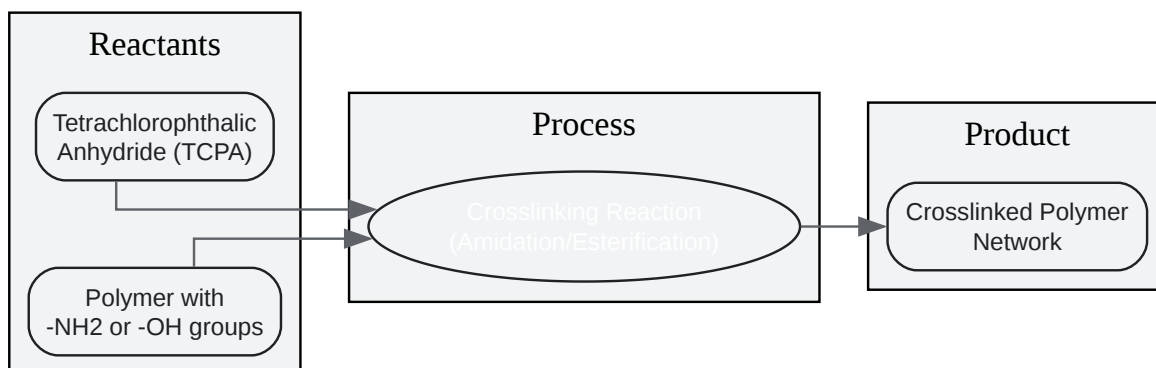 Reactants
Tetrachlorophthalic
Anhydride (TCPA)
Polymer with
-NH2 or -OH groups
Process
Crosslinking Reaction
(Amidation/Esterification)
Product
Crosslinked Polymer
Network